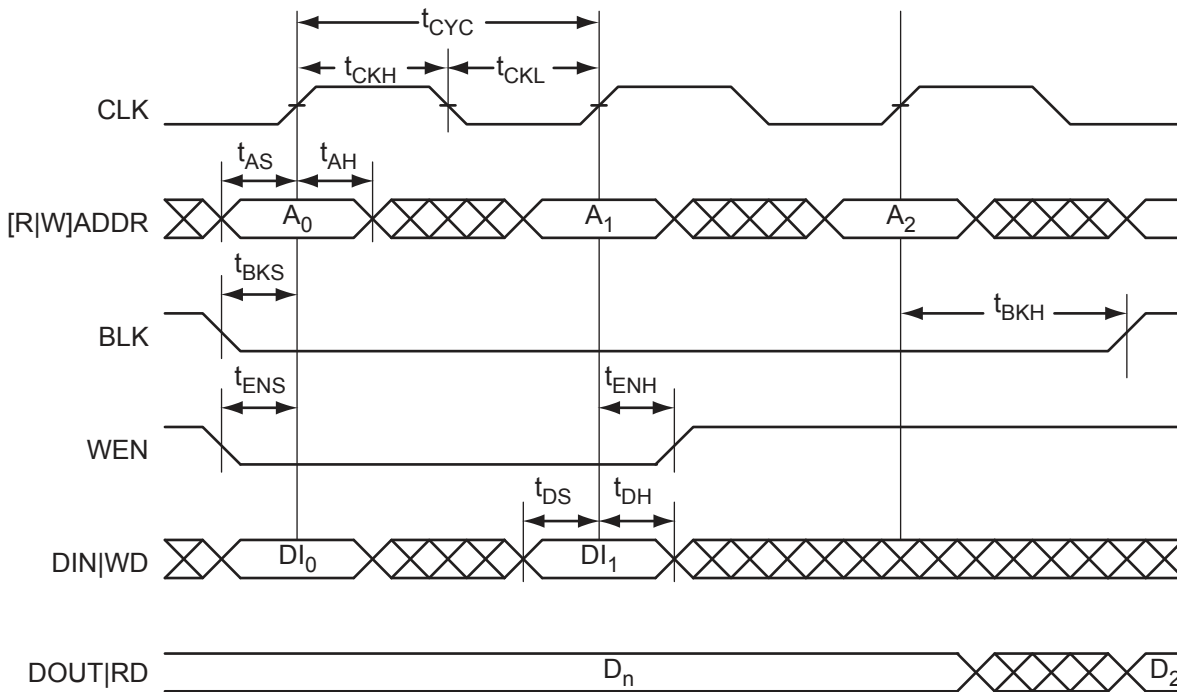 tCYC
tCKH tCKL
CLK
tAS tAH
[R|W]ADDR A0 A1 A2
tBKS tBKH
BLK
tENS tENH
WEN
tDS tDH
DIN|WD DI0 DI1
DOUT|RD Dn D2